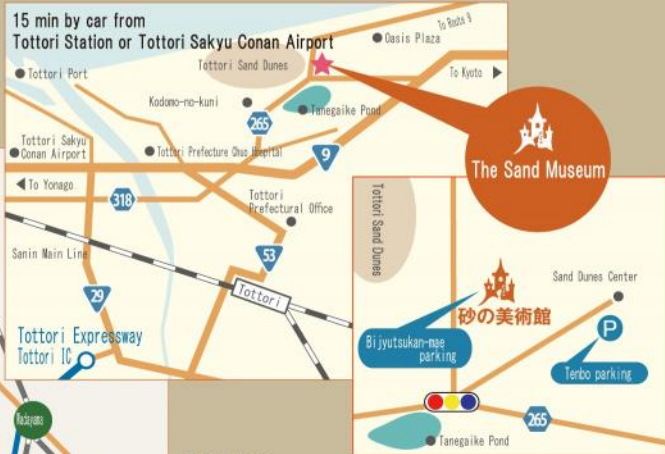 15 min by car from
Tottori Station or Tottori Sakyu Conan Airport
To Route 9
Oasis Plaza
Tottori Sand Dunes
Tottori Port
To Kyoto
Kodomo-no-kuni
Tanegaike Pond
265
Tottori Sakyu
Conan Airport
Tottori Prefecture Chuo Hospital
9
The Sand Museum
To Yonago
318
Tottori
Prefectural Office
Sanin Main Line
53
29
Tottori
Tottori Expressway
Tottori IC
Tottori Sand Dunes
Sand Dunes Center
砂の美術館
P
Bijyutsukan-mae
parking
Tenbo parking
265
Tanegaike Pond
Wadayama